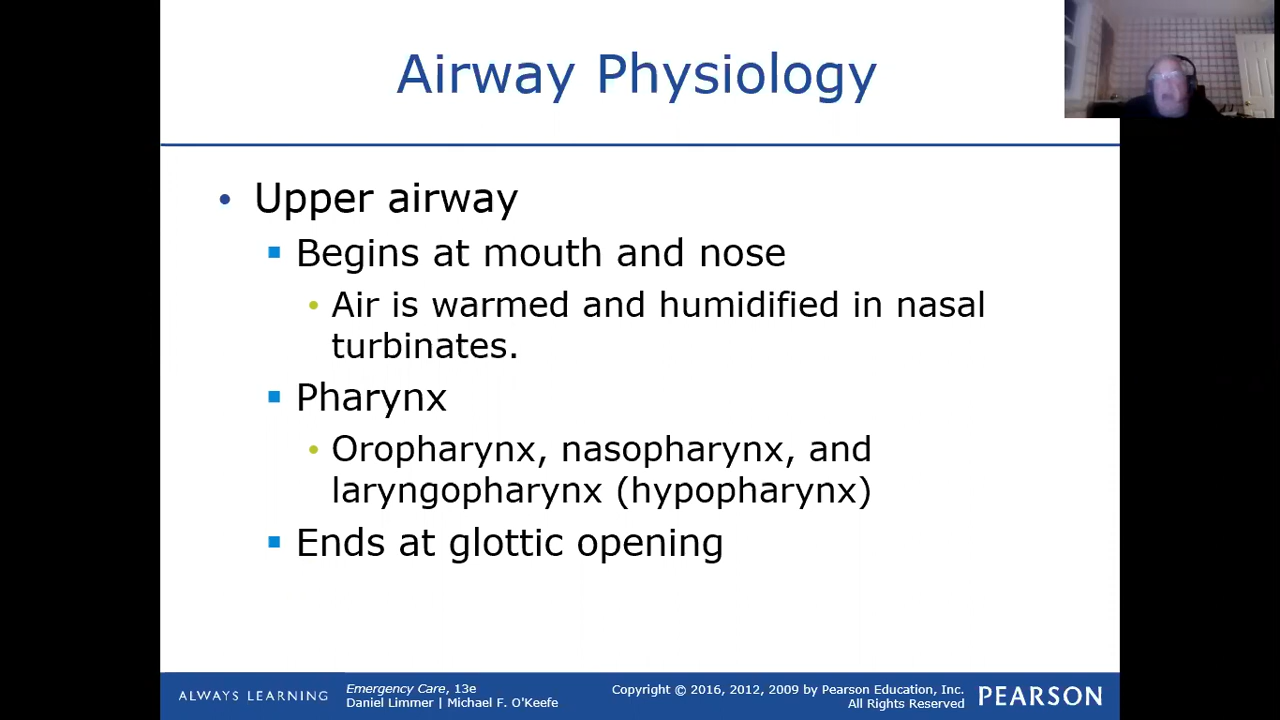 Airway Physiology
• Upper airway
▪ Begins at mouth and nose
• Air is warmed and humidified in nasal
turbinates.
▪ Pharynx
• Oropharynx, nasopharynx, and
laryngopharynx (hypopharynx)
▪ Ends at glottic opening
ALWAYS LEARNING
Emergency Care, 13e
Daniel Limmer | Michael F. O'Keefe
Copyright © 2016, 2012, 2009 by Pearson Education, Inc.
All Rights Reserved
PEARSON